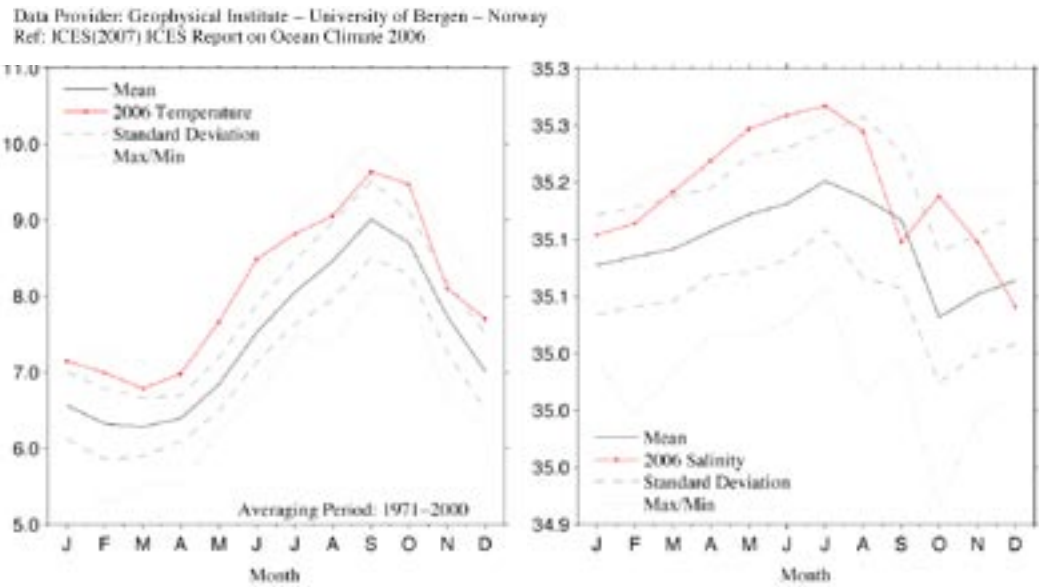 Data Provider: Geophysical Institute – University of Bergen – Norway
Ref: ICES(2007) ICES Report on Ocean Climate 2006
11.0
10.0
9.0
8.0
7.0
6.0
5.0
Mean
2006 Temperature
Standard Deviation
Max/Min
Averaging Period: 1971–2000
J F M A M J J A S O N D
Month
35.3
35.3
35.2
35.1
35.1
35.0
35.0
35.0
34.9
Mean
2006 Salinity
Standard Deviation
Max/Min
J F M A M J J A S O N D
Month